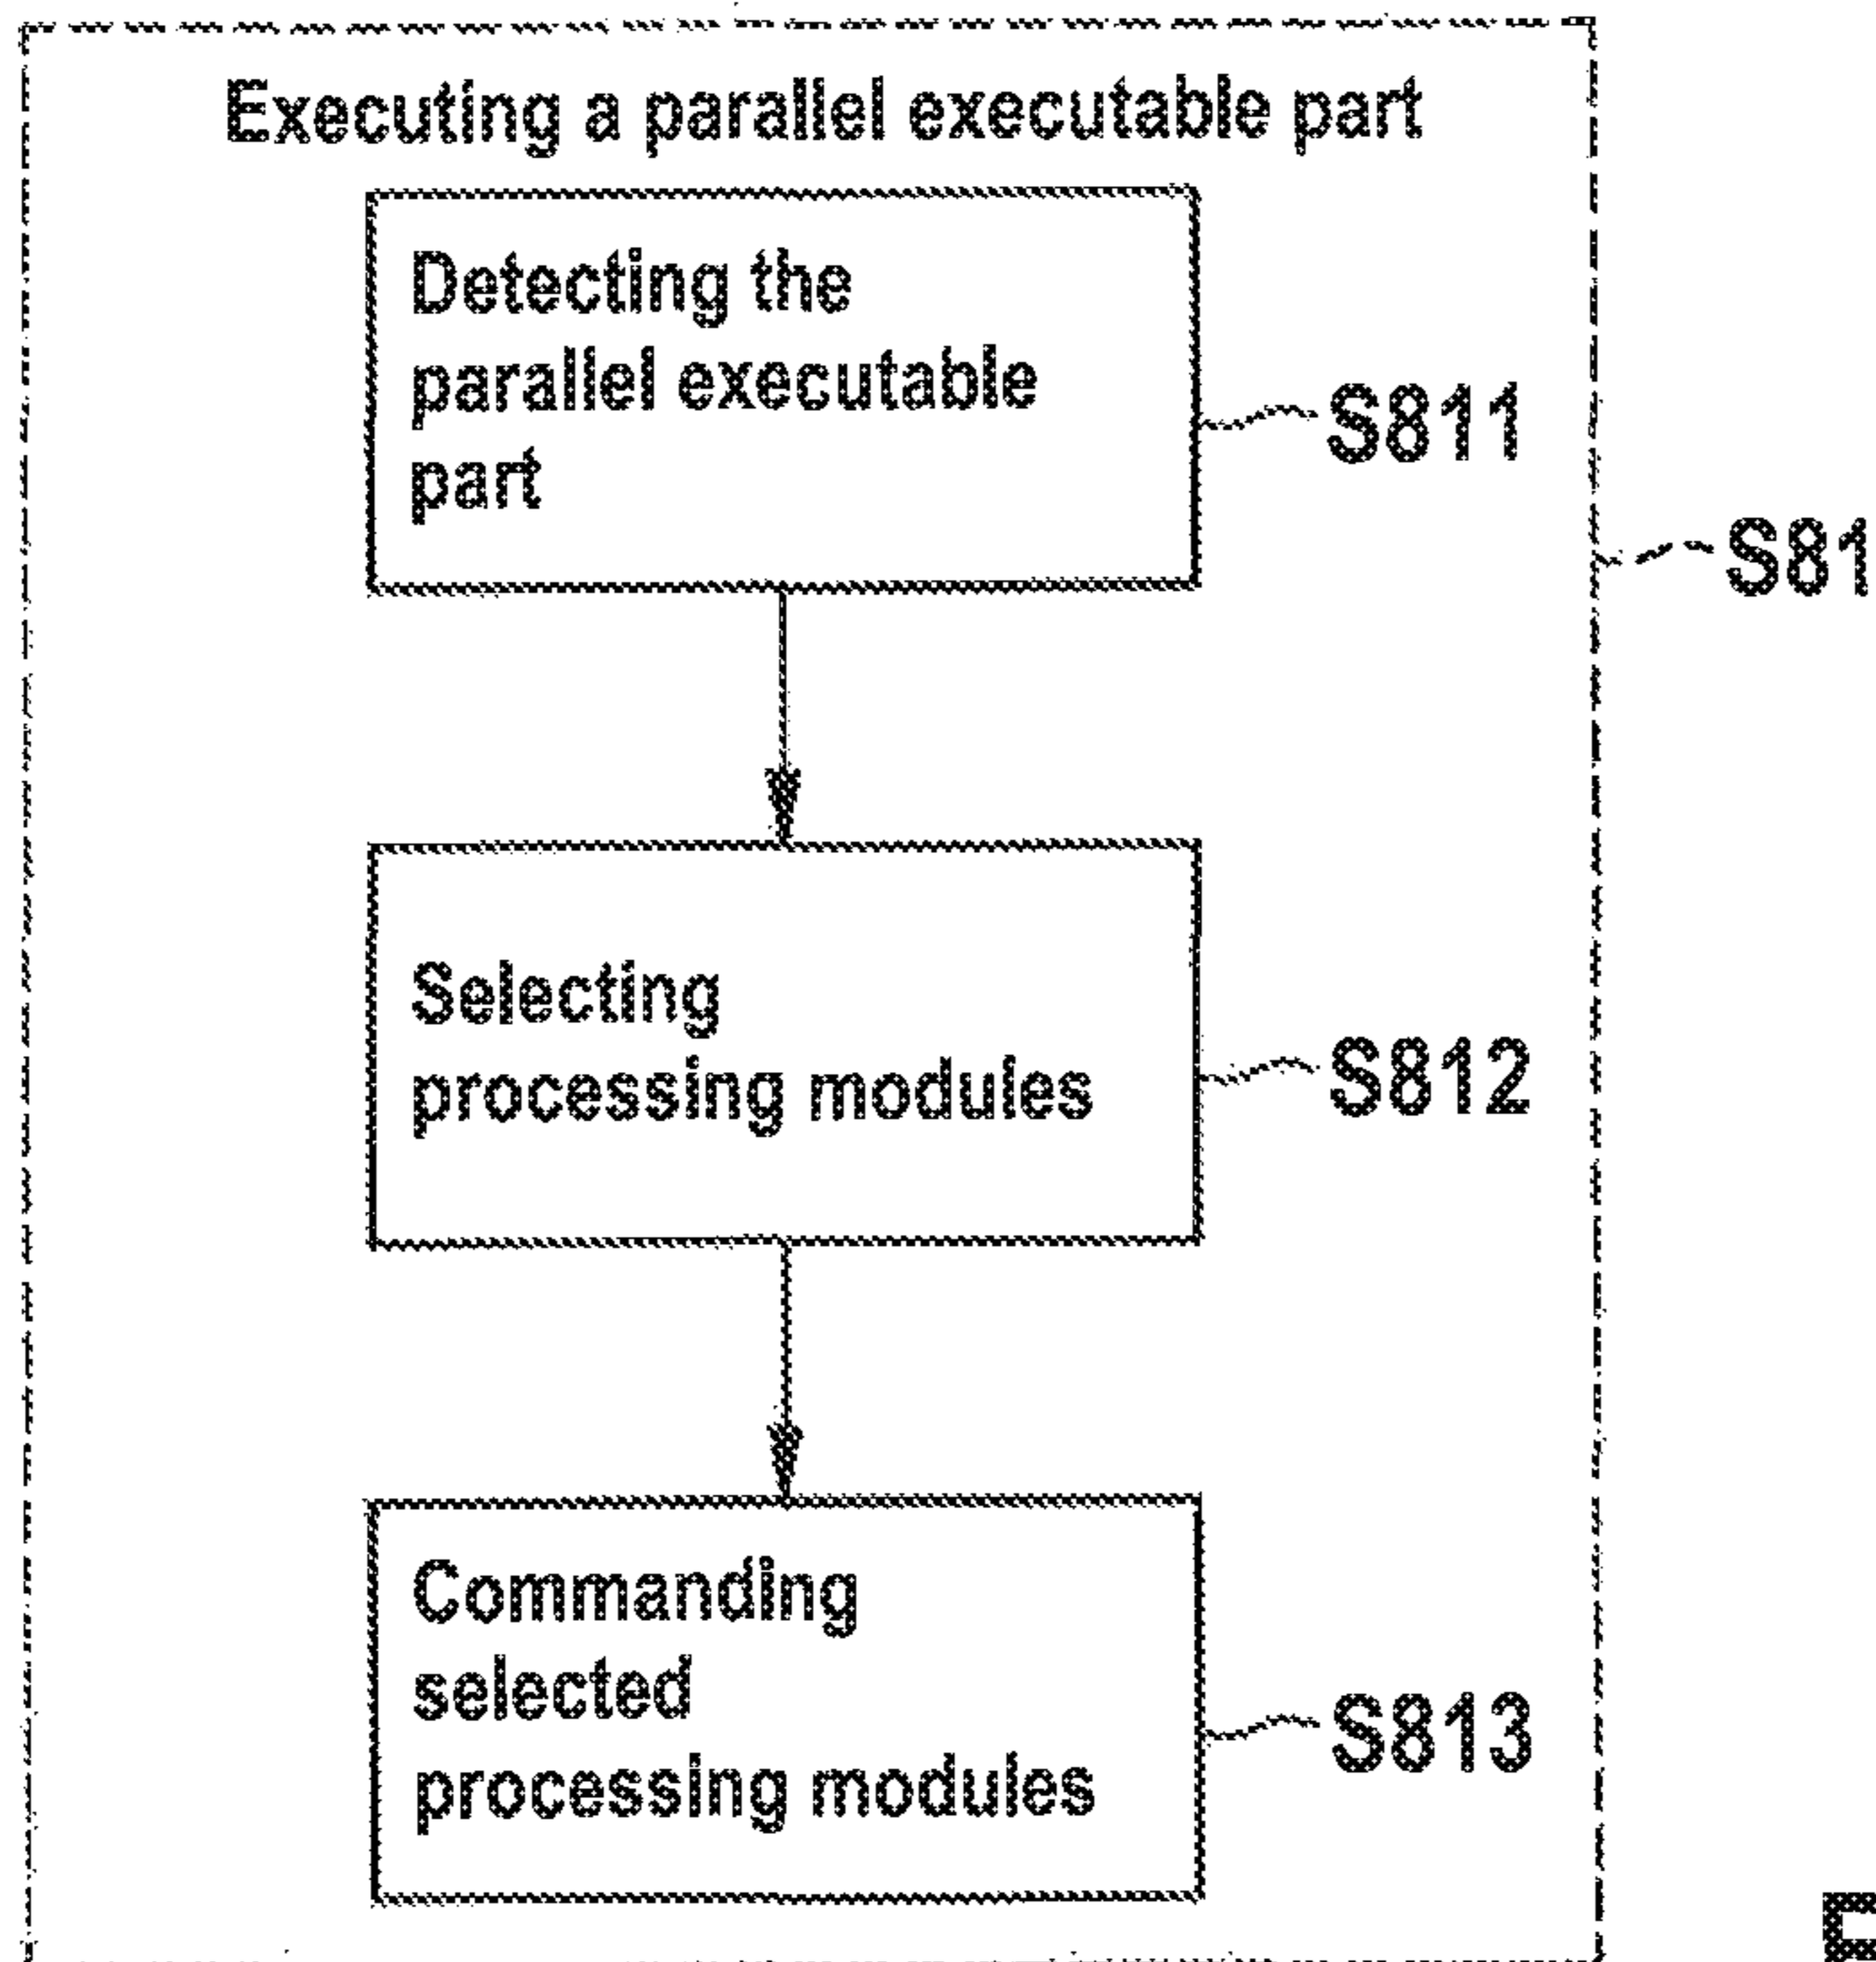 Executing a parallel executable part
Detecting the
parallel executable
part
S811
S81
Selecting
processing modules
S812
Commanding
selected
processing modules
S813